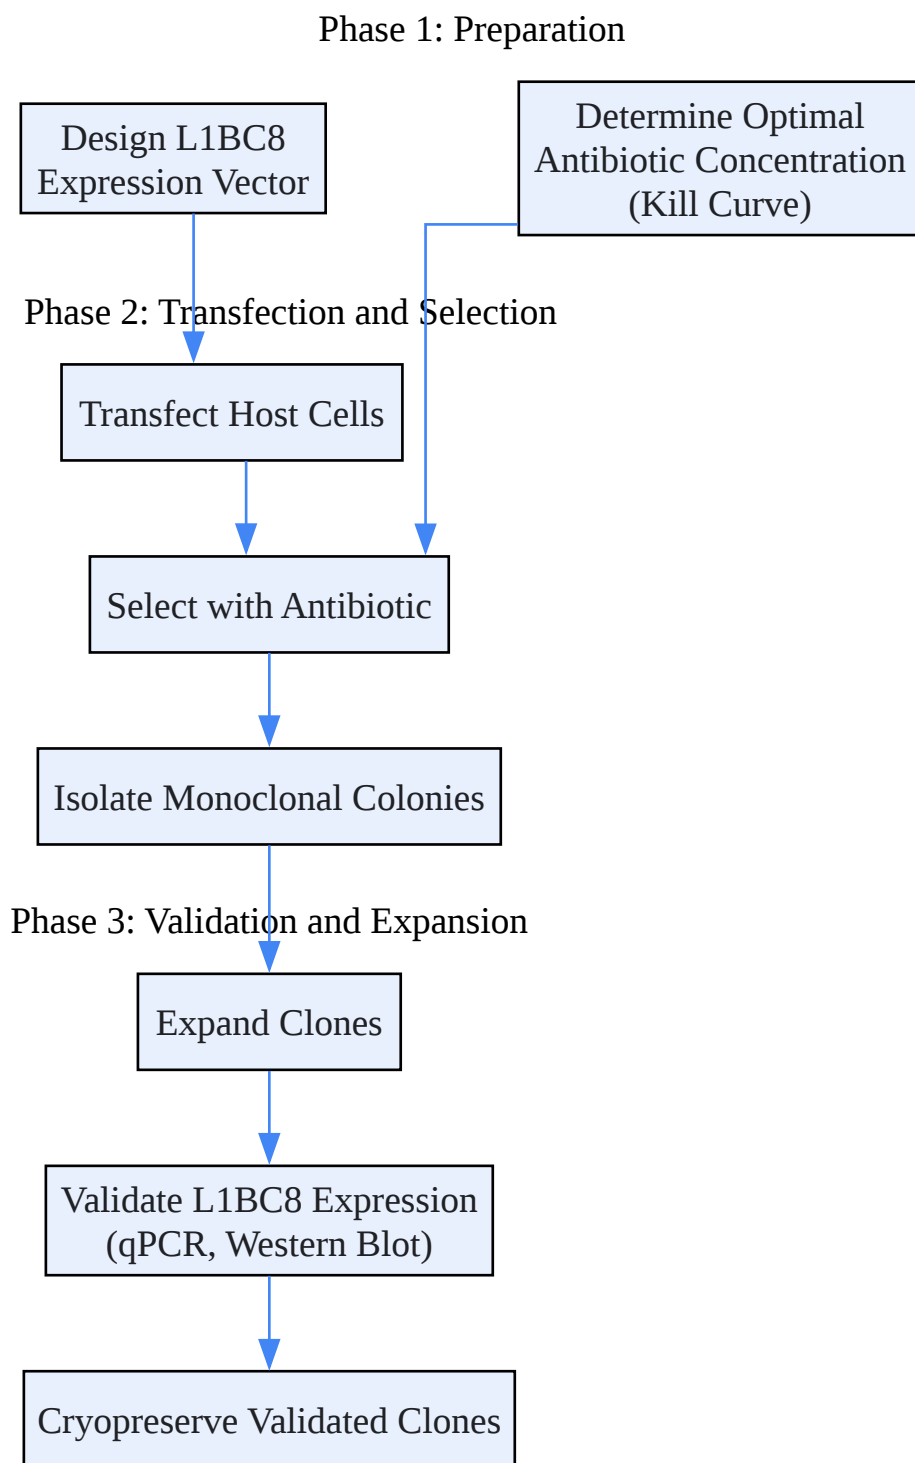 Phase 1: Preparation
Design L1BC8
Expression Vector
Determine Optimal
Antibiotic Concentration
(Kill Curve)
Phase 2: Transfection and Selection
Transfect Host Cells
Select with Antibiotic
Isolate Monoclonal Colonies
Phase 3: Validation and Expansion
Expand Clones
Validate L1BC8 Expression
(qPCR, Western Blot)
Cryopreserve Validated Clones